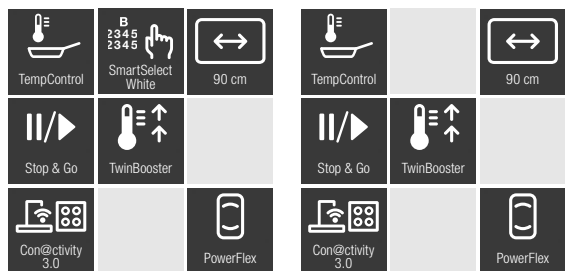 B
2345
2345
TempControl
SmartSelect
White
90 cm
TempControl
90 cm
Stop & Go
TwinBooster
Stop & Go
TwinBooster
Con@ctivity
3.0
PowerFlex
Con@ctivity
3.0
PowerFlex